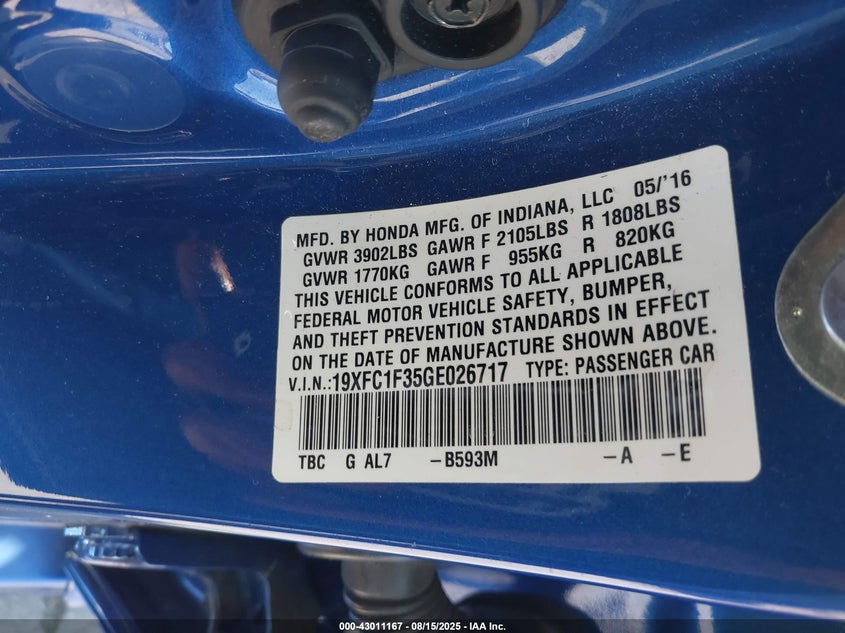 MFD. BY HONDA MFG. OF INDIANA, LLC 05/'16
GVWR 3902LBS GAWR F 2105LBS R 1808LBS
GVWR 1770KG GAWR F 955KG R 820KG
THIS VEHICLE CONFORMS TO ALL APPLICABLE
FEDERAL MOTOR VEHICLE SAFETY, BUMPER,
AND THEFT PREVENTION STANDARDS IN EFFECT
ON THE DATE OF MANUFACTURE SHOWN ABOVE.
V.I.N.:19XFC1F35GE026717 TYPE: PASSENGER CAR
TBC G AL7 -B593M -A -E
000-43011167 - 08/15/2025 - IAA Inc.